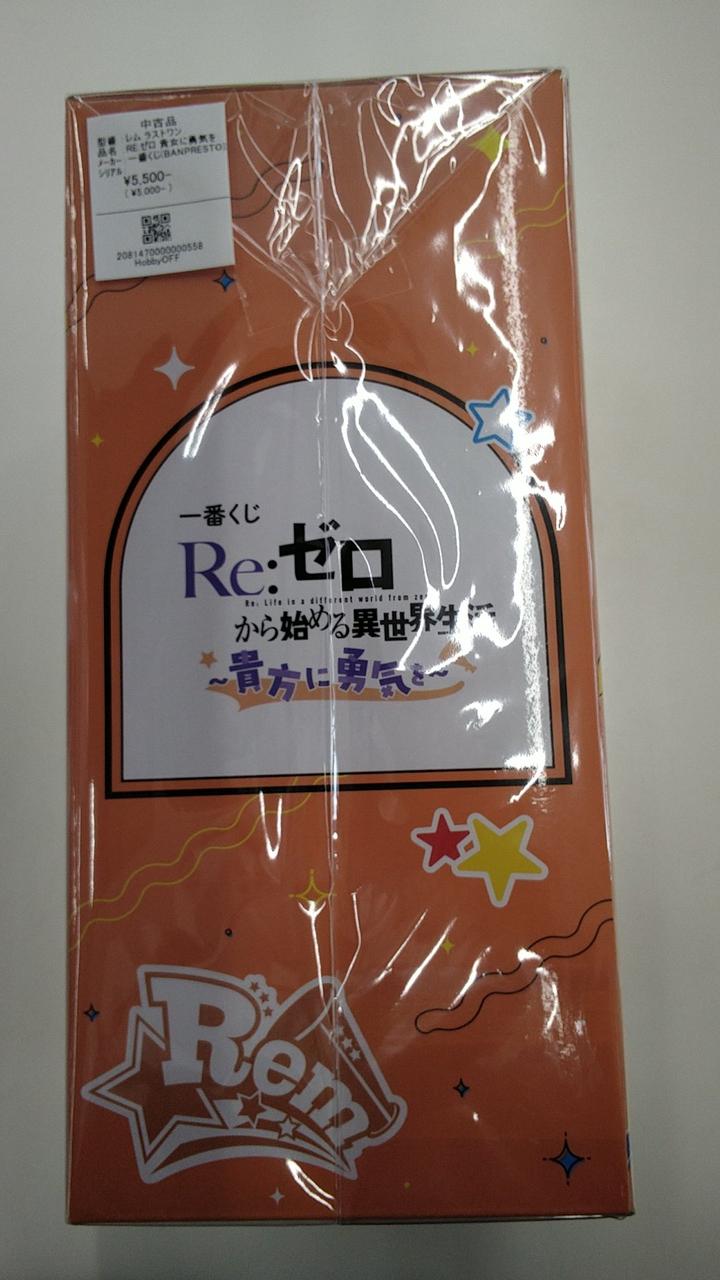 中古品
型番 :レム ラストワン
品名 :RE:ゼロ 貴女に勇気を
メーカー :一番くじ(BANPRESTO)
シリアル
¥5,500-
(¥5,000-)
2081470000000558
HobbyOFF
一番くじ
Re:ゼロ
Re: Life in a different world from zero
から始める異世界生活
~貴方に勇気を~
Rem